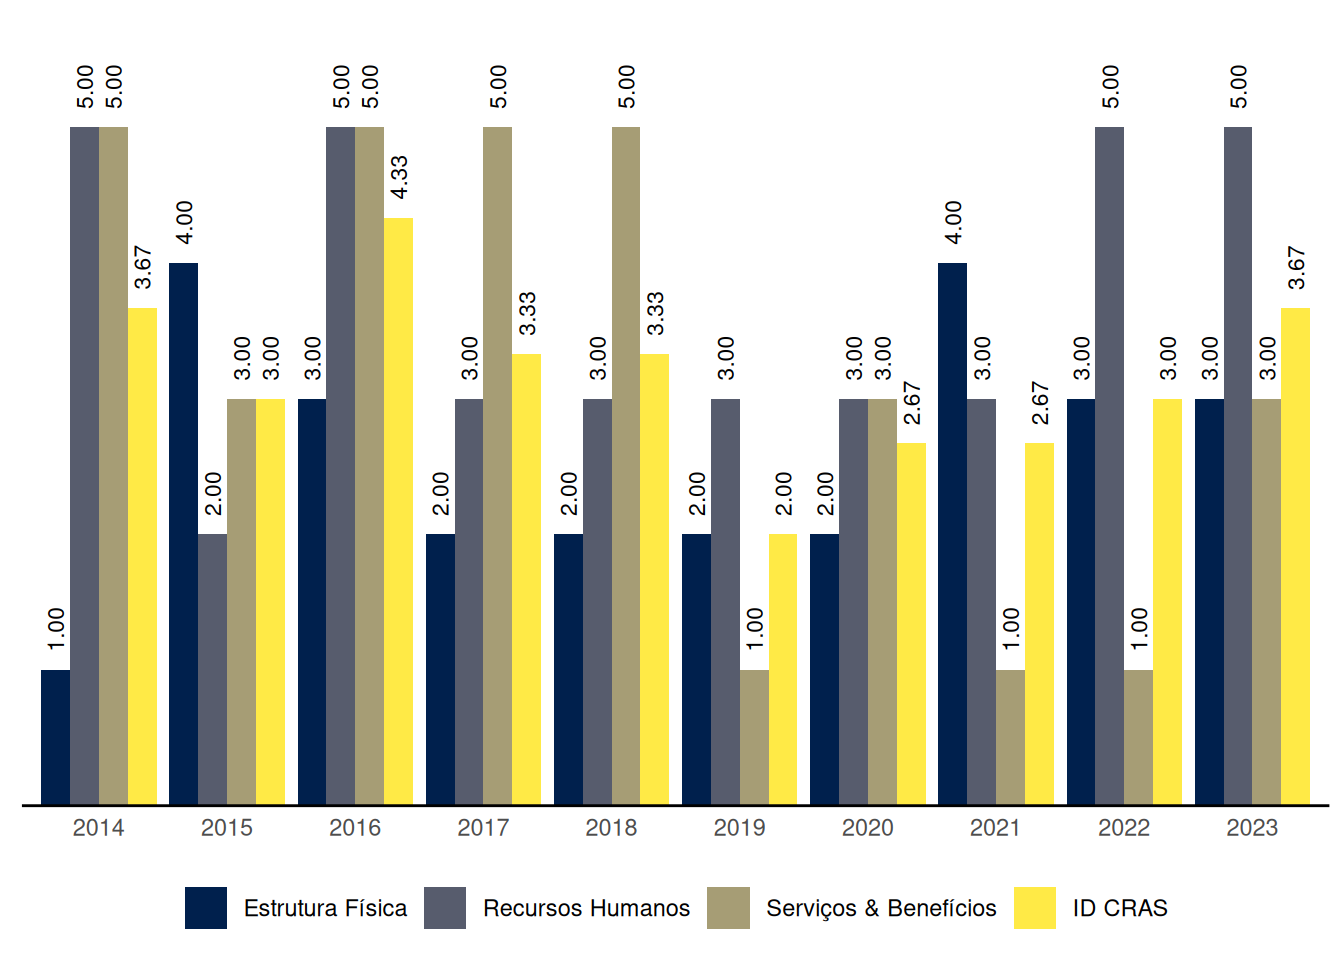 1.00 5.00 5.00 3.67 4.00 2.00 3.00 3.00 3.00 5.00 5.00 4.33 2.00 3.00 5.00 3.33 2.00 3.00 5.00 3.33 2.00 3.00 1.00 2.00 2.00 3.00 3.00 2.67 4.00 3.00 1.00 2.67 3.00 5.00 1.00 3.00 3.00 5.00 3.00 3.67
2014 2015 2016 2017 2018 2019 2020 2021 2022 2023
Estrutura Física Recursos Humanos Serviços & Benefícios ID CRAS